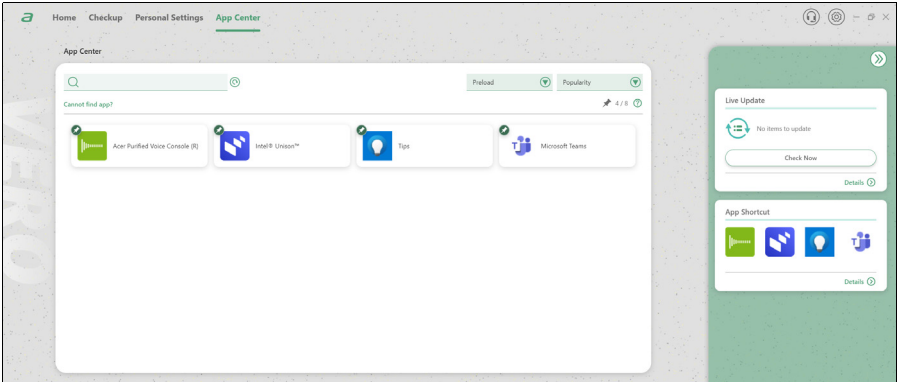 a Home Checkup Personal Settings App Center
App Center
Preload Popularity
Cannot find app? 4 / 8 ?
Acer Purified Voice Console (R) Intel® Unison™ Tips Microsoft Teams
VERO
Live Update
No items to update
Check Now
Details
App Shortcut
Details